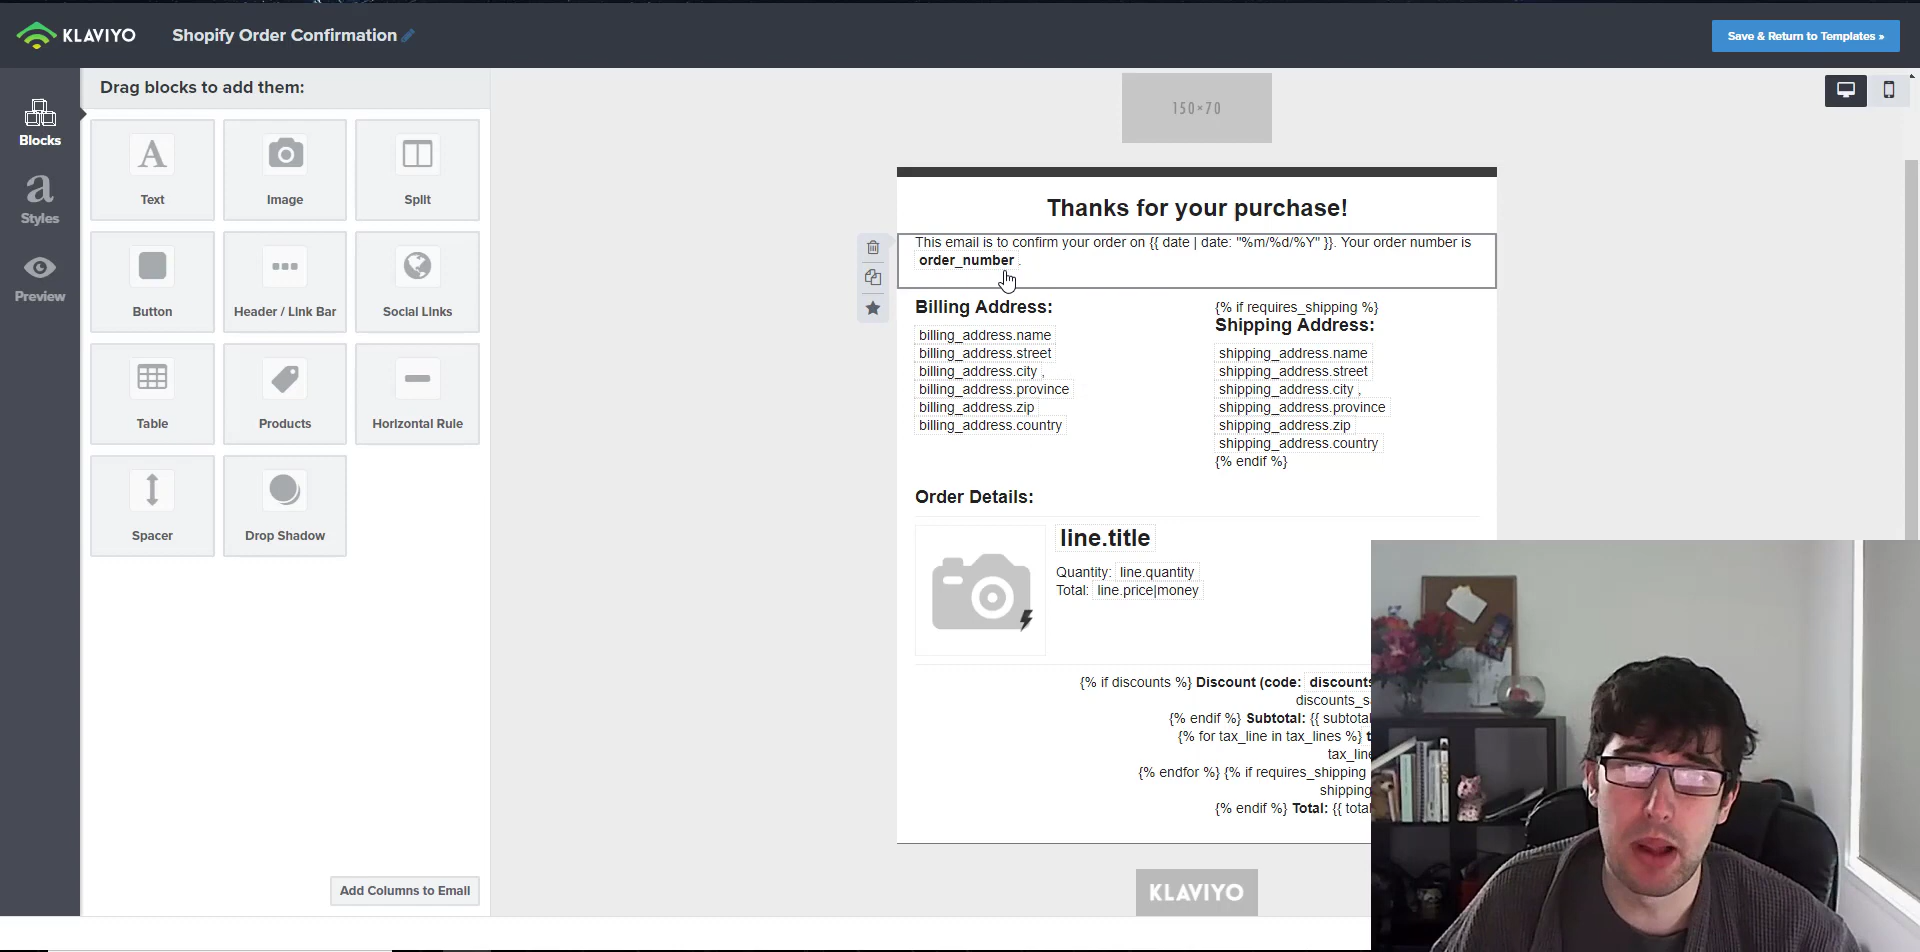 KLAVIYO
Shopify Order Confirmation
Save & Return to Templates »
Drag blocks to add them:
Blocks
Styles
Preview
Text
Image
Split
Button
Header / Link Bar
Social Links
Table
Products
Horizontal Rule
Spacer
Drop Shadow
Add Columns to Email
150×70
Thanks for your purchase!
This email is to confirm your order on {{ date | date: "%m/%d/%Y" }}. Your order number is
order_number .
Billing Address:
billing_address.name
billing_address.street
billing_address.city ,
billing_address.province
billing_address.zip
billing_address.country
{% if requires_shipping %}
Shipping Address:
shipping_address.name
shipping_address.street
shipping_address.city ,
shipping_address.province
shipping_address.zip
shipping_address.country
{% endif %}
Order Details:
line.title
Quantity: line.quantity
Total: line.price|money
{% if discounts %} Discount (code: discounts
{% endif %} Subtotal: {{
{% for tax_line in tax_lines %}
{% endfor %} {% if requires_shipping
shipping
{% endif %} Total: {{
KLAVIYO